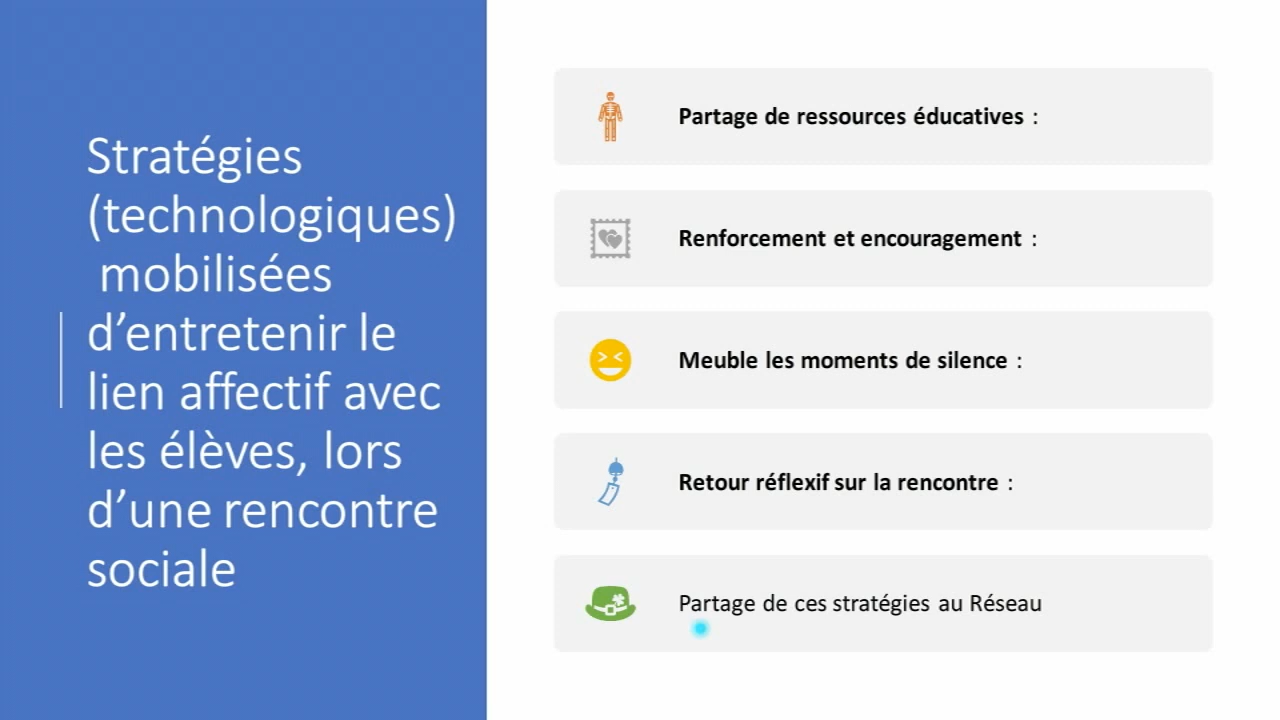 Stratégies
(technologiques)
mobilisées
d’entretenir le
lien affectif avec
les élèves, lors
d’une rencontre
sociale
Partage de ressources éducatives :
Renforcement et encouragement :
Meuble les moments de silence :
Retour réflexif sur la rencontre :
Partage de ces stratégies au Réseau